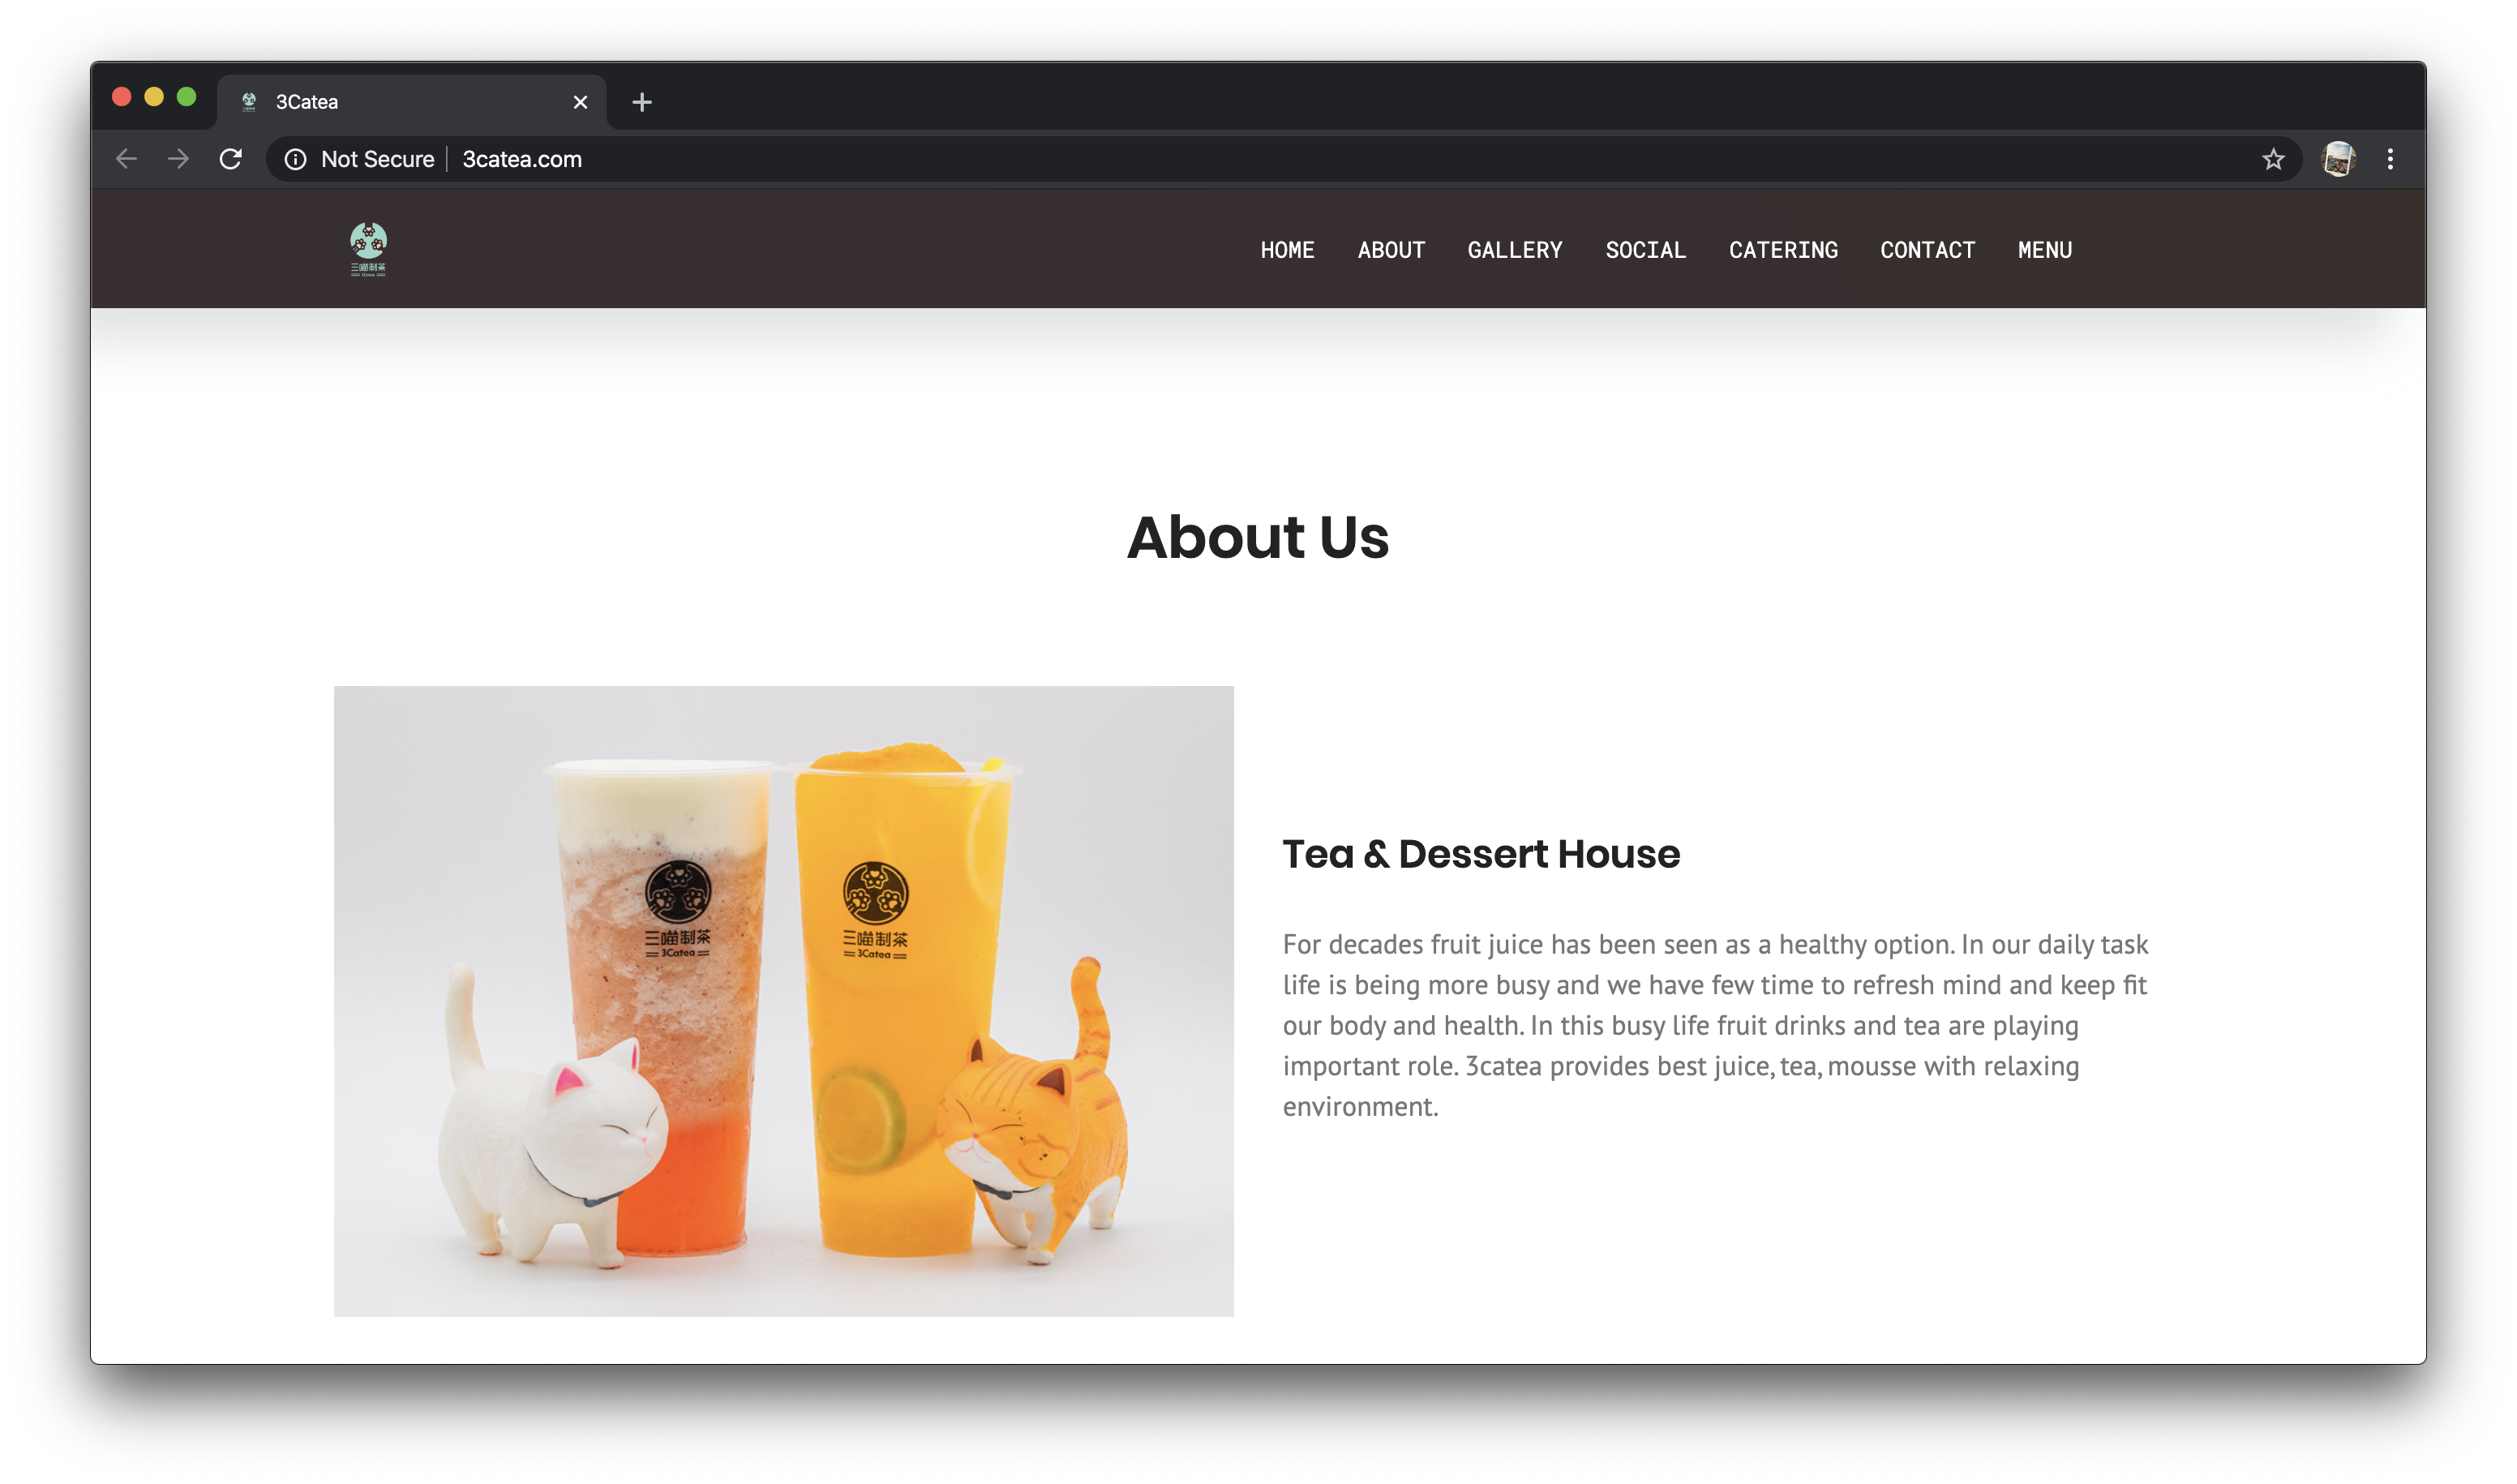 3Catea
Not Secure
3catea.com
三喵制茶
HOME
ABOUT
GALLERY
SOCIAL
CATERING
CONTACT
MENU
About Us
三喵制茶
3Catea
三喵制茶
3Catea
Tea & Dessert House
For decades fruit juice has been seen as a healthy option. In our daily task
life is being more busy and we have few time to refresh mind and keep fit
our body and health. In this busy life fruit drinks and tea are playing
important role. 3catea provides best juice, tea, mousse with relaxing
environment.